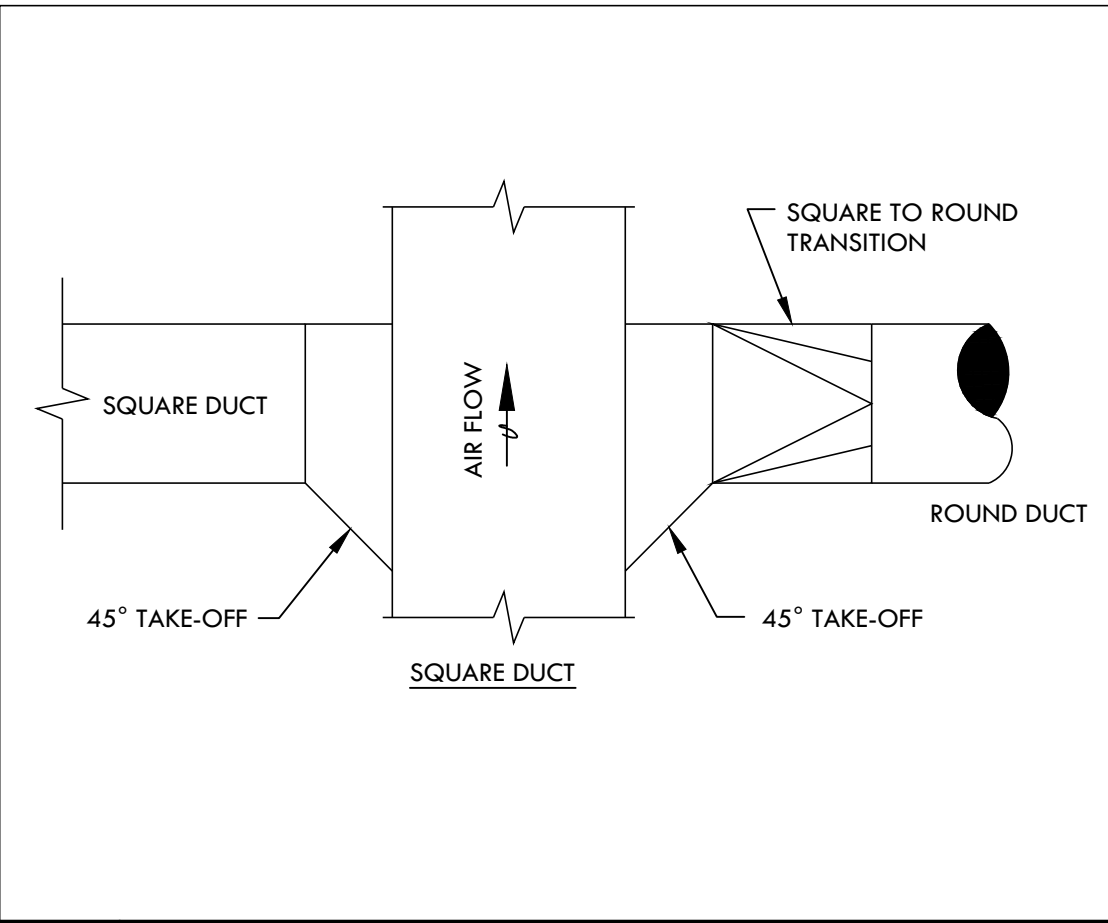 SQUARE TO ROUND
TRANSITION
SQUARE DUCT
AIR FLOW
ROUND DUCT
45° TAKE-OFF
45° TAKE-OFF
SQUARE DUCT